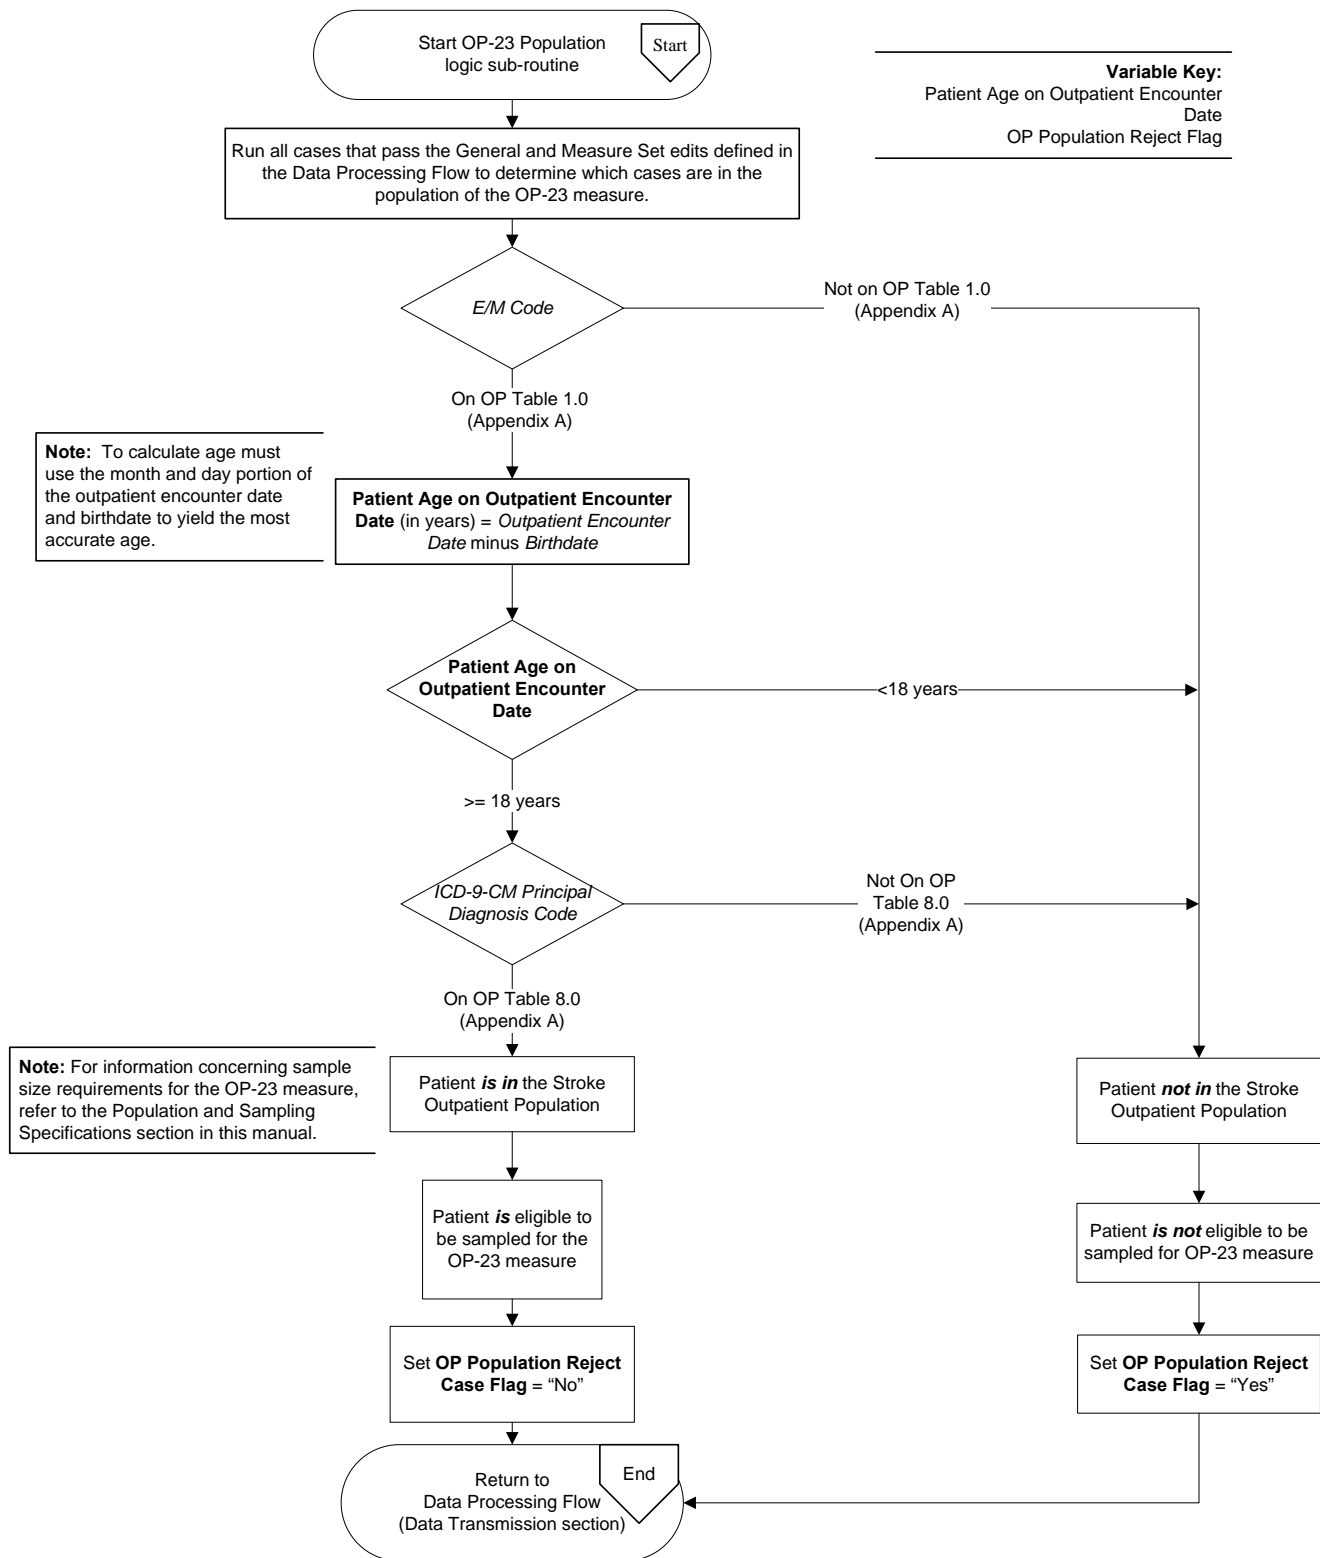 Start OP-23 Population
logic sub-routine
Start
Variable Key:
Patient Age on Outpatient Encounter
Date
OP Population Reject Flag
Run all cases that pass the General and Measure Set edits defined in
the Data Processing Flow to determine which cases are in the
population of the OP-23 measure.
E/M Code
Not on OP Table 1.0
(Appendix A)
On OP Table 1.0
(Appendix A)
Note: To calculate age must
use the month and day portion of
the outpatient encounter date
and birthdate to yield the most
accurate age.
Patient Age on Outpatient Encounter
Date (in years) = Outpatient Encounter
Date minus Birthdate
Patient Age on
Outpatient Encounter
Date
<18 years
>= 18 years
ICD-9-CM Principal
Diagnosis Code
Not On OP
Table 8.0
(Appendix A)
On OP Table 8.0
(Appendix A)
Note: For information concerning sample
size requirements for the OP-23 measure,
refer to the Population and Sampling
Specifications section in this manual.
Patient is in the Stroke
Outpatient Population
Patient not in the Stroke
Outpatient Population
Patient is eligible to
be sampled for the
OP-23 measure
Patient is not eligible to be
sampled for OP-23 measure
Set OP Population Reject
Case Flag = “No”
Set OP Population Reject
Case Flag = “Yes”
Return to
Data Processing Flow
(Data Transmission section)
End